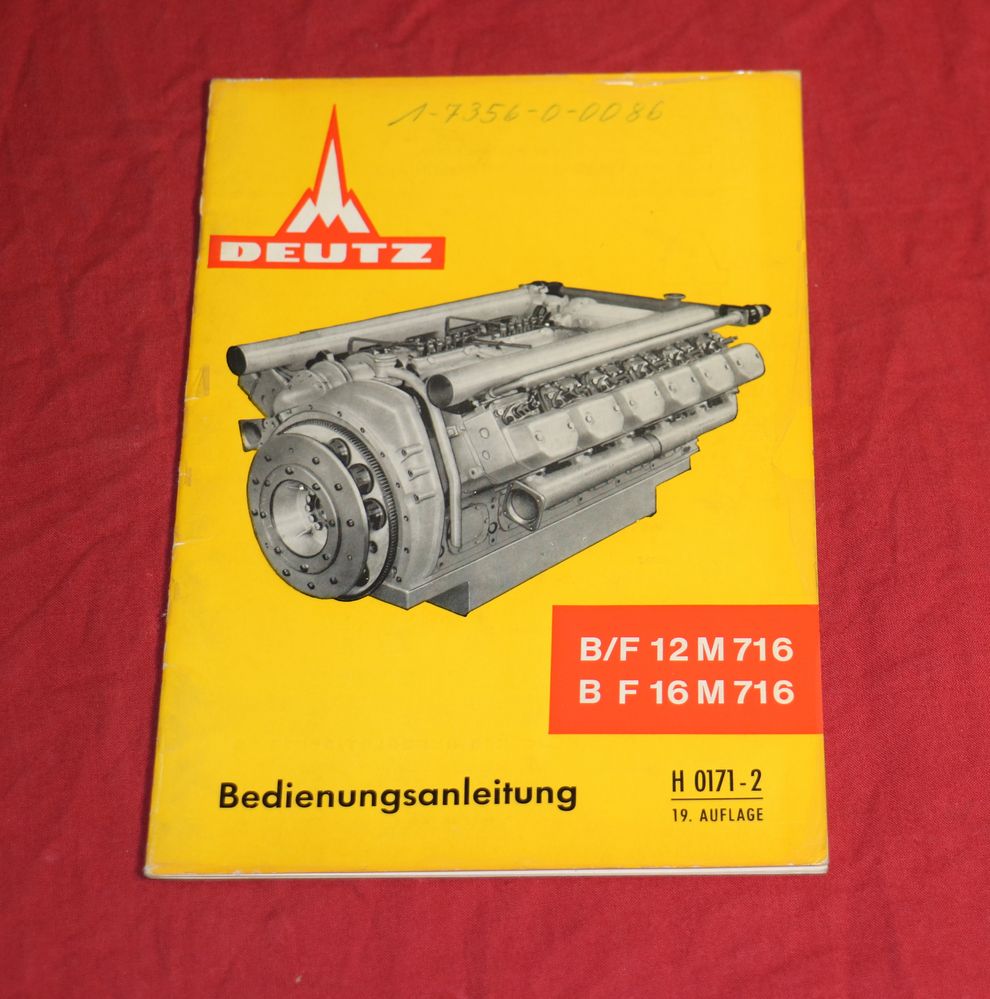 1-7356-0-0086
DEUTZ
B/F 12 M 716
B F 16 M 716
Bedienungsanleitung
H 0171-2
19. AUFLAGE